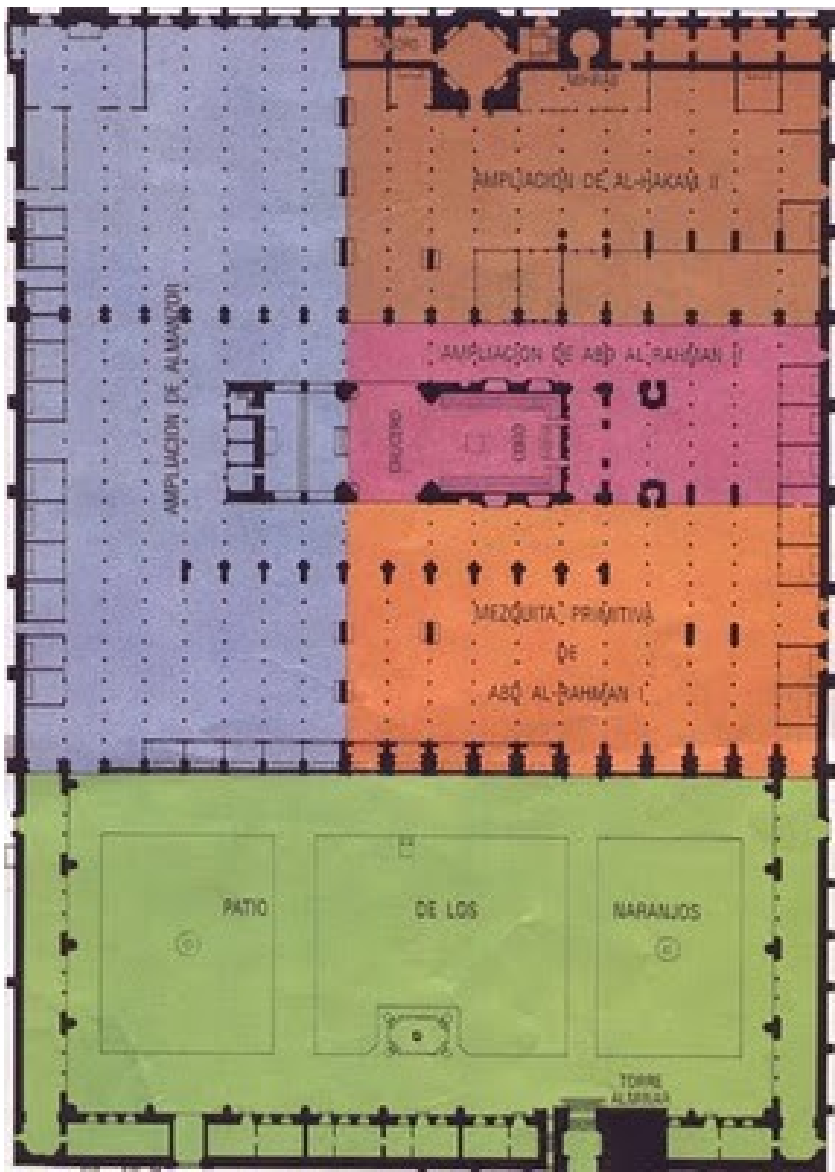 TESORO
MIHRAB
AMPLIACION DE AL-HAKAM II
AMPLIACION DE ALMANZOR
AMPLIACION DE ABD AL RAHMAN II
CRUCERO
CORO
MEZQUITA PRIMITIVA
DE
ABD AL-RAHMAN I
PATIO
DE LOS
NARANJOS
TORRE
ALMINAR